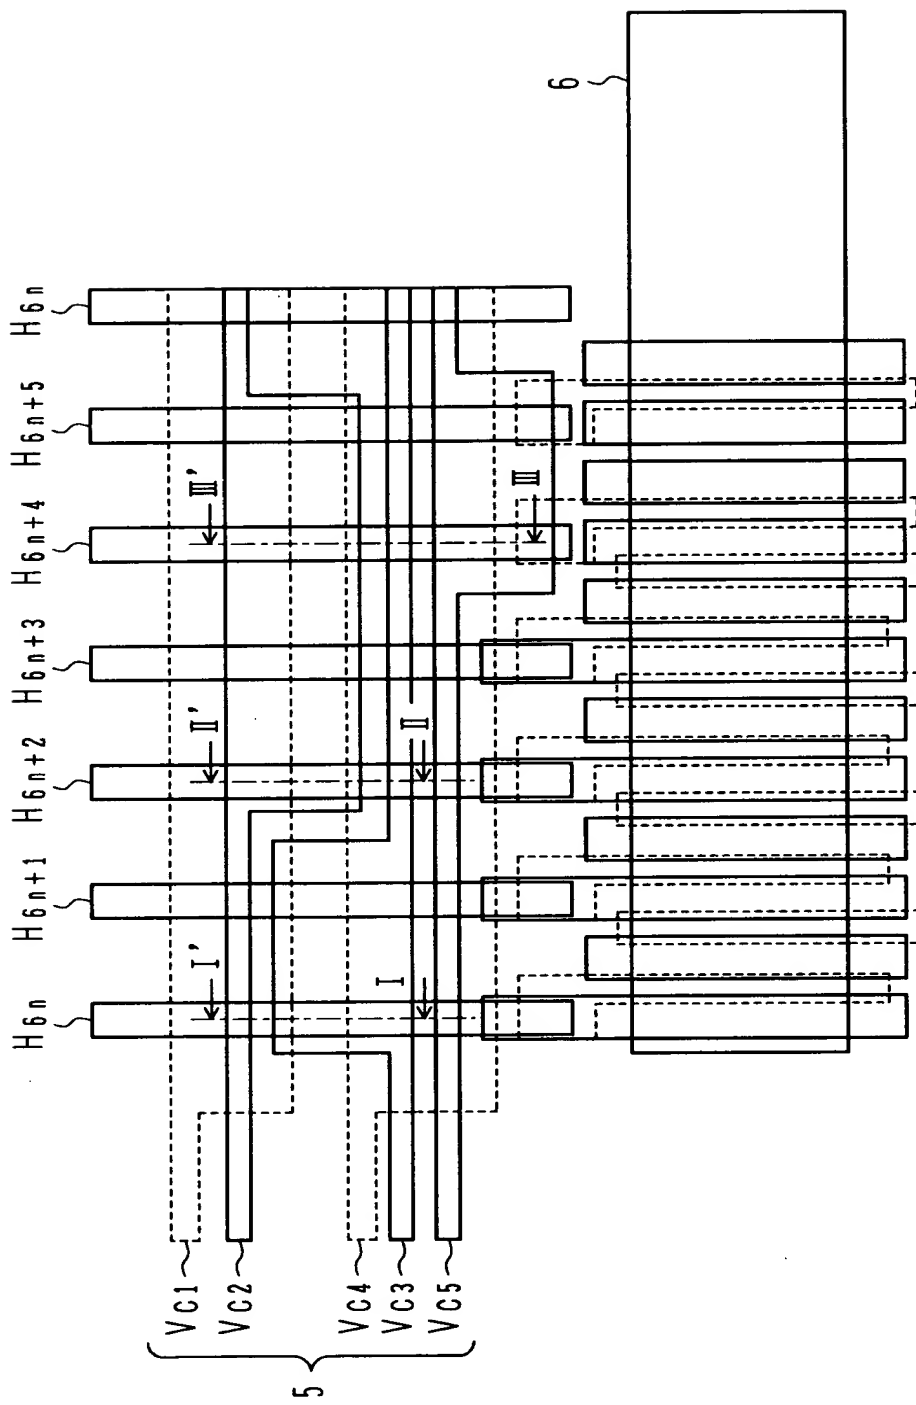 H6n
H6n+1
H6n+2
H6n+3
H6n+4
H6n+5
H6n
I'
II'
III'
I
II
III
VC1
VC2
VC4
VC3
VC5
5
6